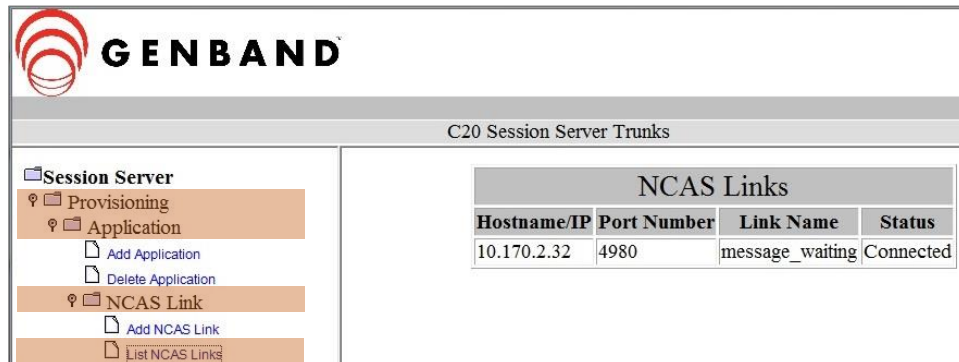 GENBAND
C20 Session Server Trunks
Session Server
Provisioning
Application
Add Application
Delete Application
NCAS Link
Add NCAS Link
List NCAS Links
NCAS Links
Hostname/IP Port Number Link Name Status
10.170.2.32 4980 message_waiting Connected